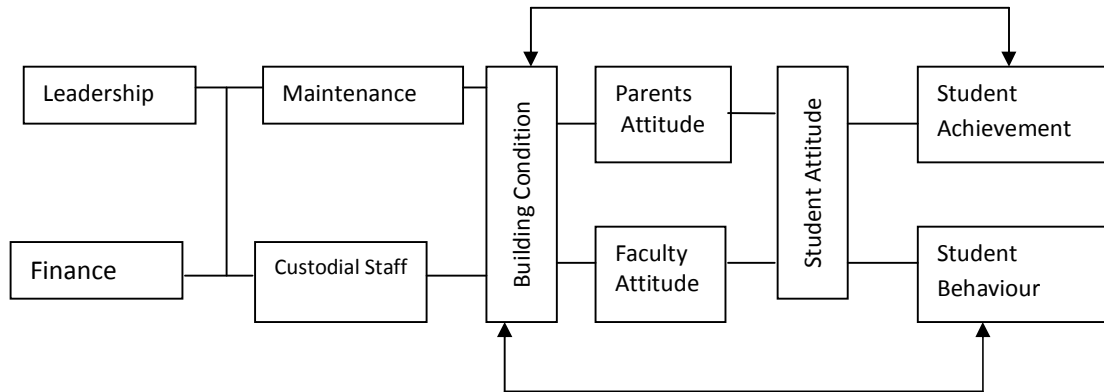 Leadership
Maintenance
Building Condition
Parents
Attitude
Student Attitude
Student
Achievement
Finance
Custodial Staff
Faculty
Attitude
Student
Behaviour